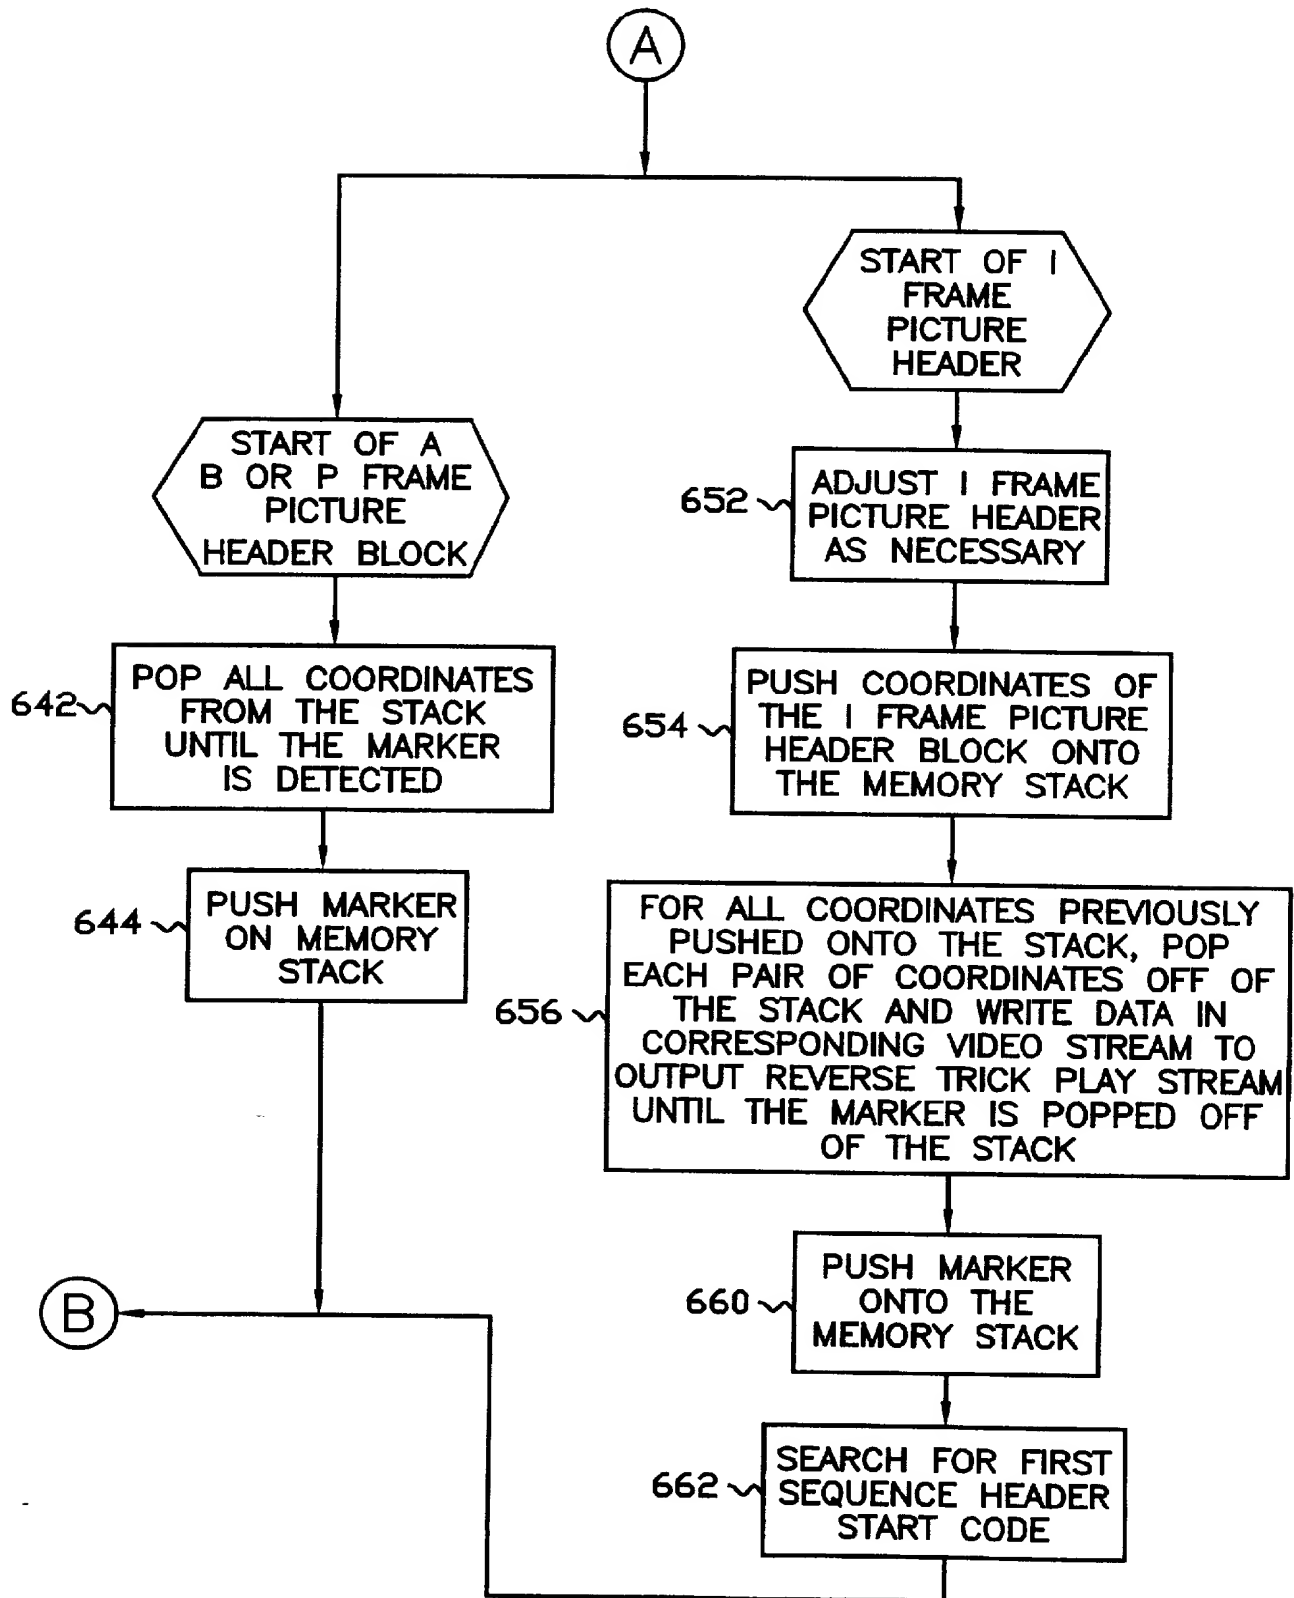 A
START OF A
B OR P FRAME
PICTURE
HEADER BLOCK
642
POP ALL COORDINATES
FROM THE STACK
UNTIL THE MARKER
IS DETECTED
644
PUSH MARKER
ON MEMORY
STACK
B
START OF I
FRAME
PICTURE
HEADER
652
ADJUST I FRAME
PICTURE HEADER
AS NECESSARY
654
PUSH COORDINATES OF
THE I FRAME PICTURE
HEADER BLOCK ONTO
THE MEMORY STACK
656
FOR ALL COORDINATES PREVIOUSLY
PUSHED ONTO THE STACK, POP
EACH PAIR OF COORDINATES OFF OF
THE STACK AND WRITE DATA IN
CORRESPONDING VIDEO STREAM TO
OUTPUT REVERSE TRICK PLAY STREAM
UNTIL THE MARKER IS POPPED OFF
OF THE STACK
660
PUSH MARKER
ONTO THE
MEMORY STACK
662
SEARCH FOR FIRST
SEQUENCE HEADER
START CODE